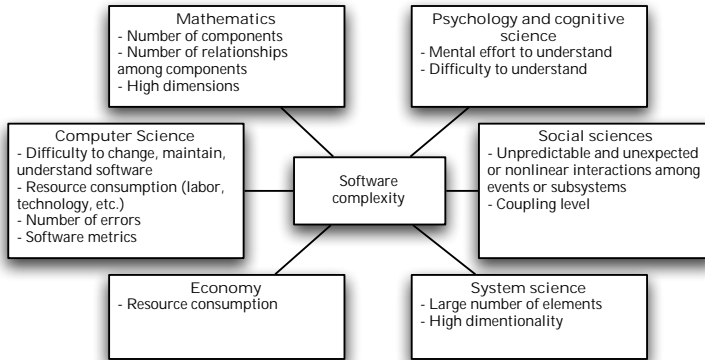 Mathematics
- Number of components
- Number of relationships
among components
- High dimensions
Psychology and cognitive
science
- Mental effort to understand
- Difficulty to understand
Computer Science
- Difficulty to change, maintain,
understand software
- Resource consumption (labor,
technology, etc.)
- Number of errors
- Software metrics
Software
complexity
Social sciences
- Unpredictable and unexpected
or nonlinear interactions among
events or subsystems
- Coupling level
Economy
- Resource consumption
System science
- Large number of elements
- High dimentionality